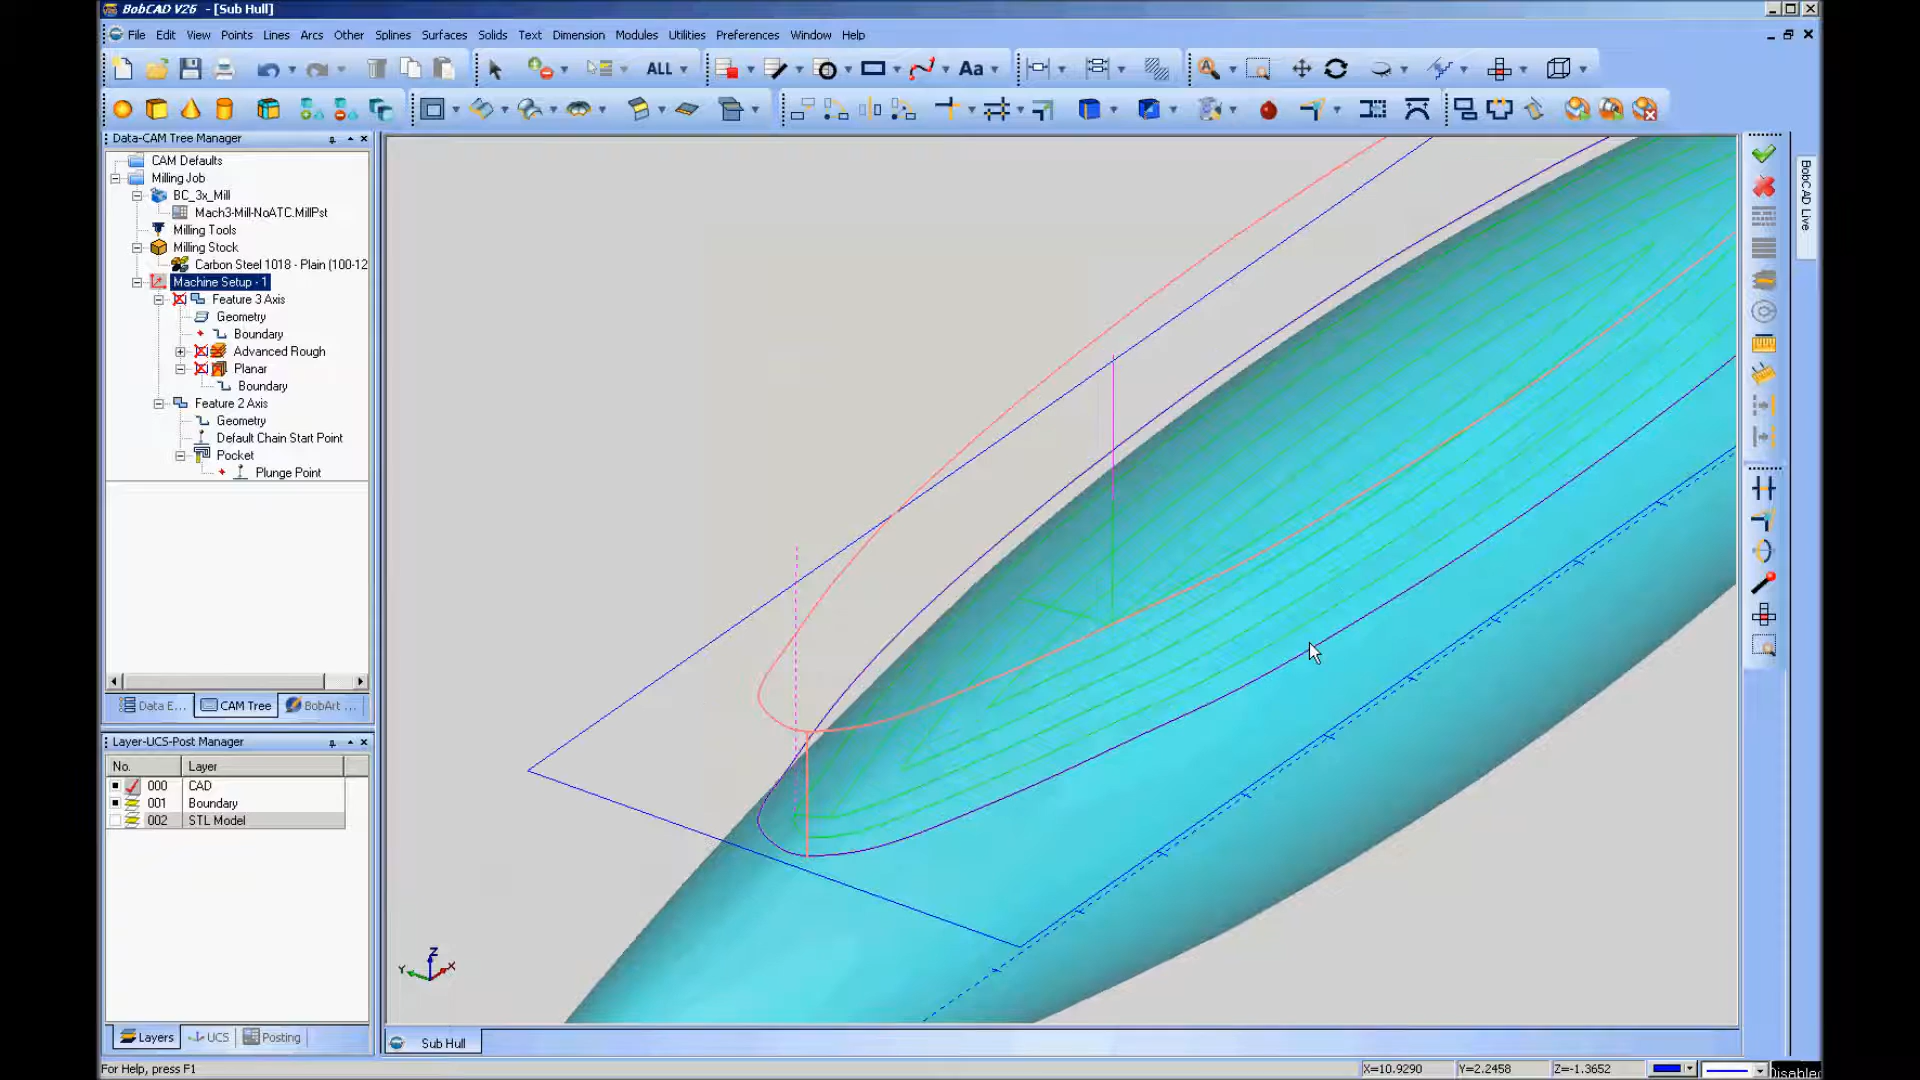 BobCAD V26 - [Sub Hull]
File Edit View Points Lines Arcs Other Splines Surfaces Solids Text Dimension Modules Utilities Preferences Window Help
ALL Aa
Data-CAM Tree Manager
CAM Defaults
Milling Job
BC_3x_Mill
Mach3-Mill-NoATC.MillPst
Milling Tools
Milling Stock
Carbon Steel 1018 - Plain (100-12
Machine Setup - 1
Feature 3 Axis
Geometry
Boundary
Advanced Rough
Planar
Boundary
Feature 2 Axis
Geometry
Default Chain Start Point
Pocket
Plunge Point
Data E... CAM Tree BobArt ...
Layer-UCS-Post Manager
No. Layer
000 CAD
001 Boundary
002 STL Model
Layers UCS Posting
BobCAD Live
Z
Y X
Sub Hull
For Help, press F1
X=10.9290 Y=2.2458 Z=-1.3652 Disabled